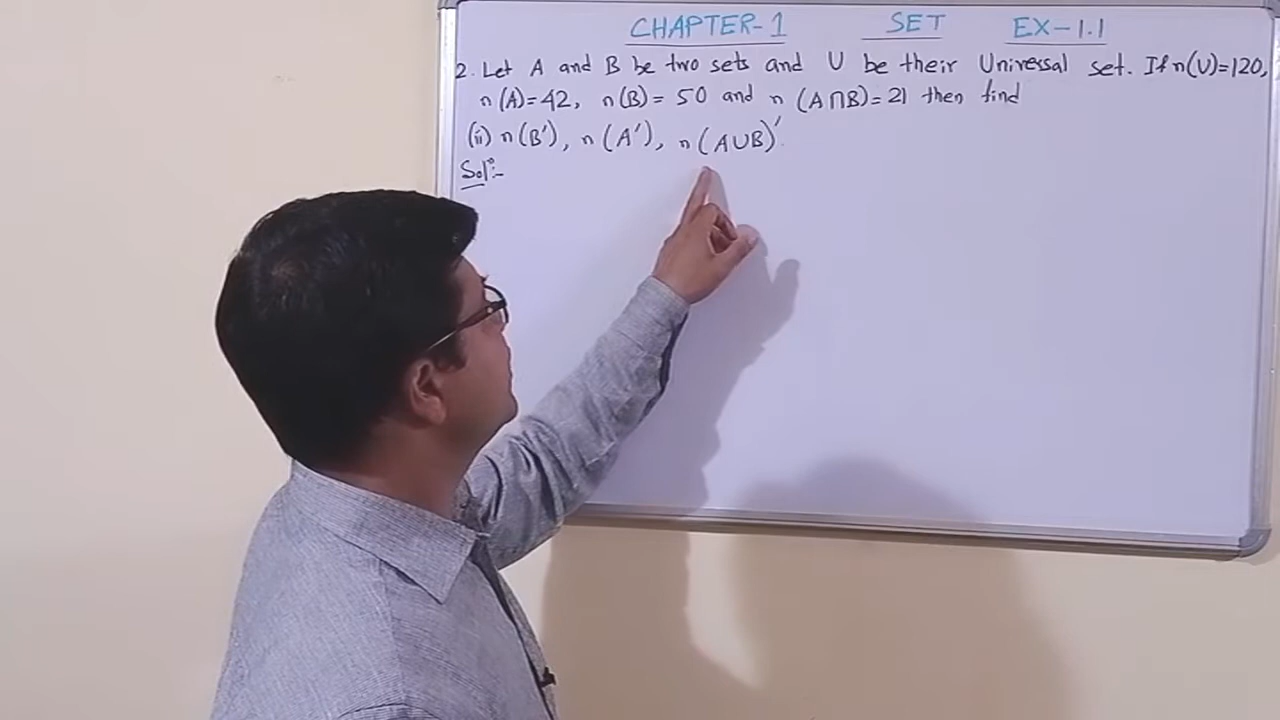 CHAPTER-1 SET EX-1.1
2. Let A and B be two sets and U be their Universal set. If n(U)=120,
n(A)=42, n(B)=50 and n(A∩B)=21 then find
(ii) n(B′), n(A′), n(A∪B)′.
Solⁿ:-